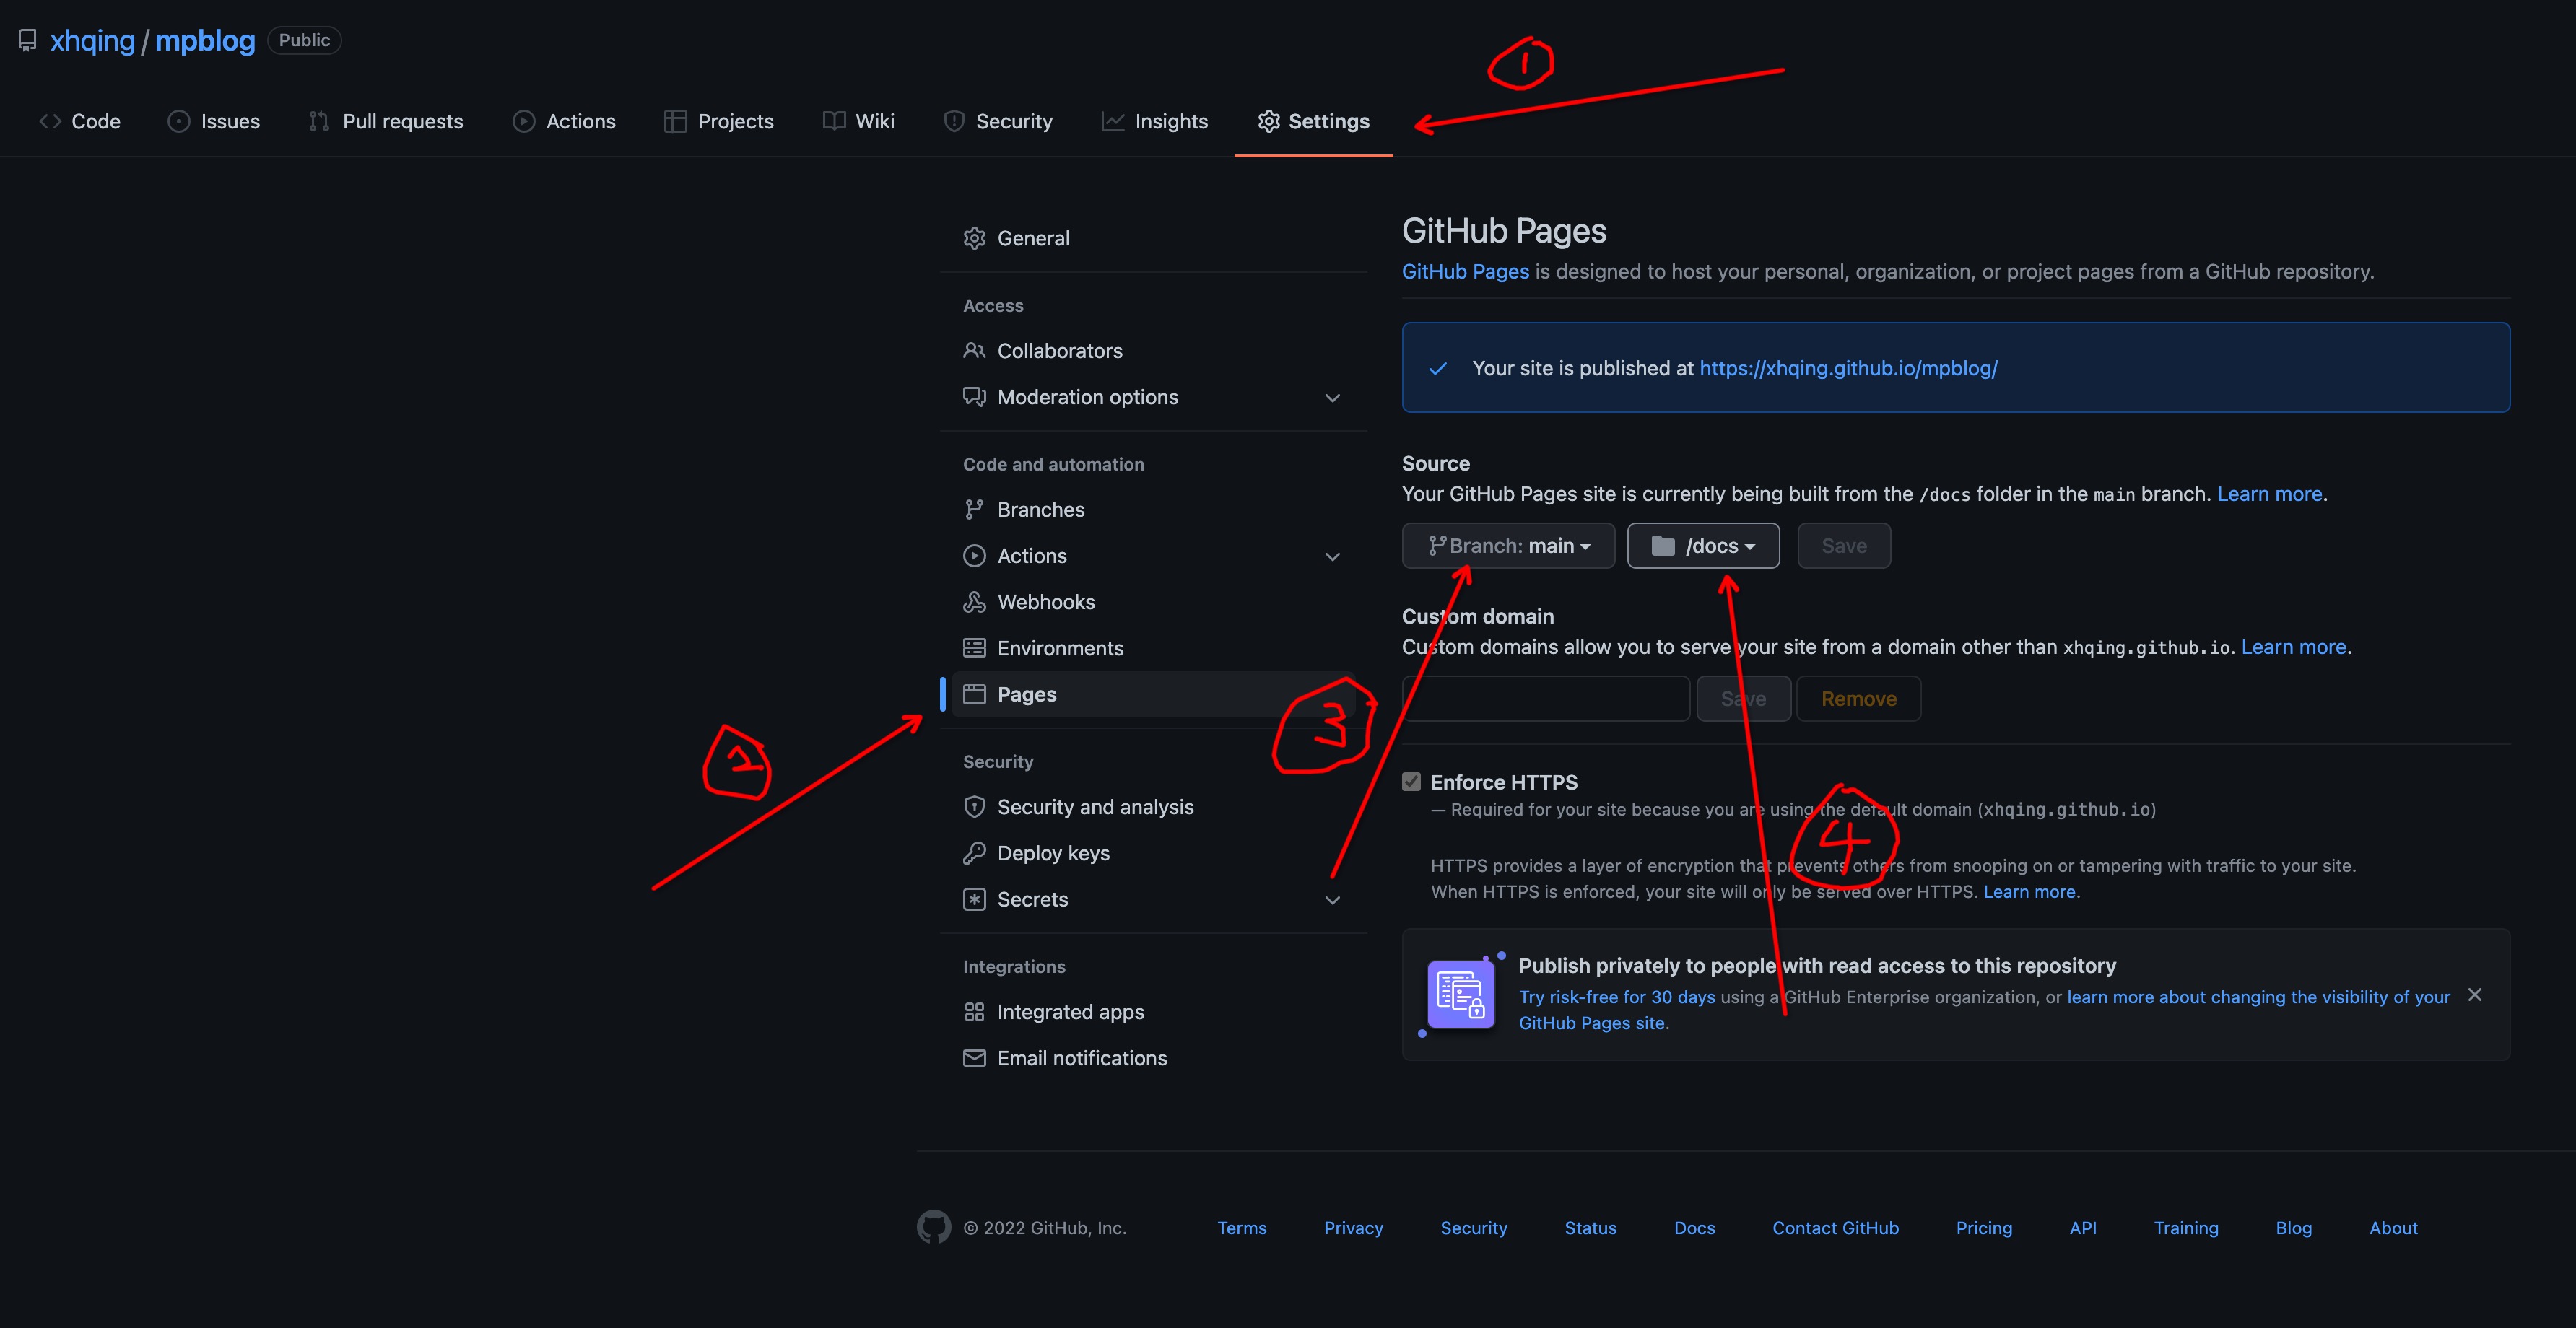 xhqing / mpblog Public
1
Code Issues Pull requests Actions Projects Wiki Security Insights Settings
General
Access
Collaborators
Moderation options
Code and automation
Branches
Actions
Webhooks
Environments
Pages
2
Security
Security and analysis
Deploy keys
Secrets
Integrations
Integrated apps
Email notifications
GitHub Pages
GitHub Pages is designed to host your personal, organization, or project pages from a GitHub repository.
Your site is published at https://xhqing.github.io/mpblog/
Source
Your GitHub Pages site is currently being built from the /docs folder in the main branch. Learn more.
Branch: main /docs Save
Custom domain
Custom domains allow you to serve your site from a domain other than xhqing.github.io. Learn more.
Save Remove
3
Enforce HTTPS
— Required for your site because you are using the default domain (xhqing.github.io)
4
HTTPS provides a layer of encryption that prevents others from snooping on or tampering with traffic to your site.
When HTTPS is enforced, your site will only be served over HTTPS. Learn more.
Publish privately to people with read access to this repository
Try risk-free for 30 days using a GitHub Enterprise organization, or learn more about changing the visibility of your
GitHub Pages site.
© 2022 GitHub, Inc. Terms Privacy Security Status Docs Contact GitHub Pricing API Training Blog About